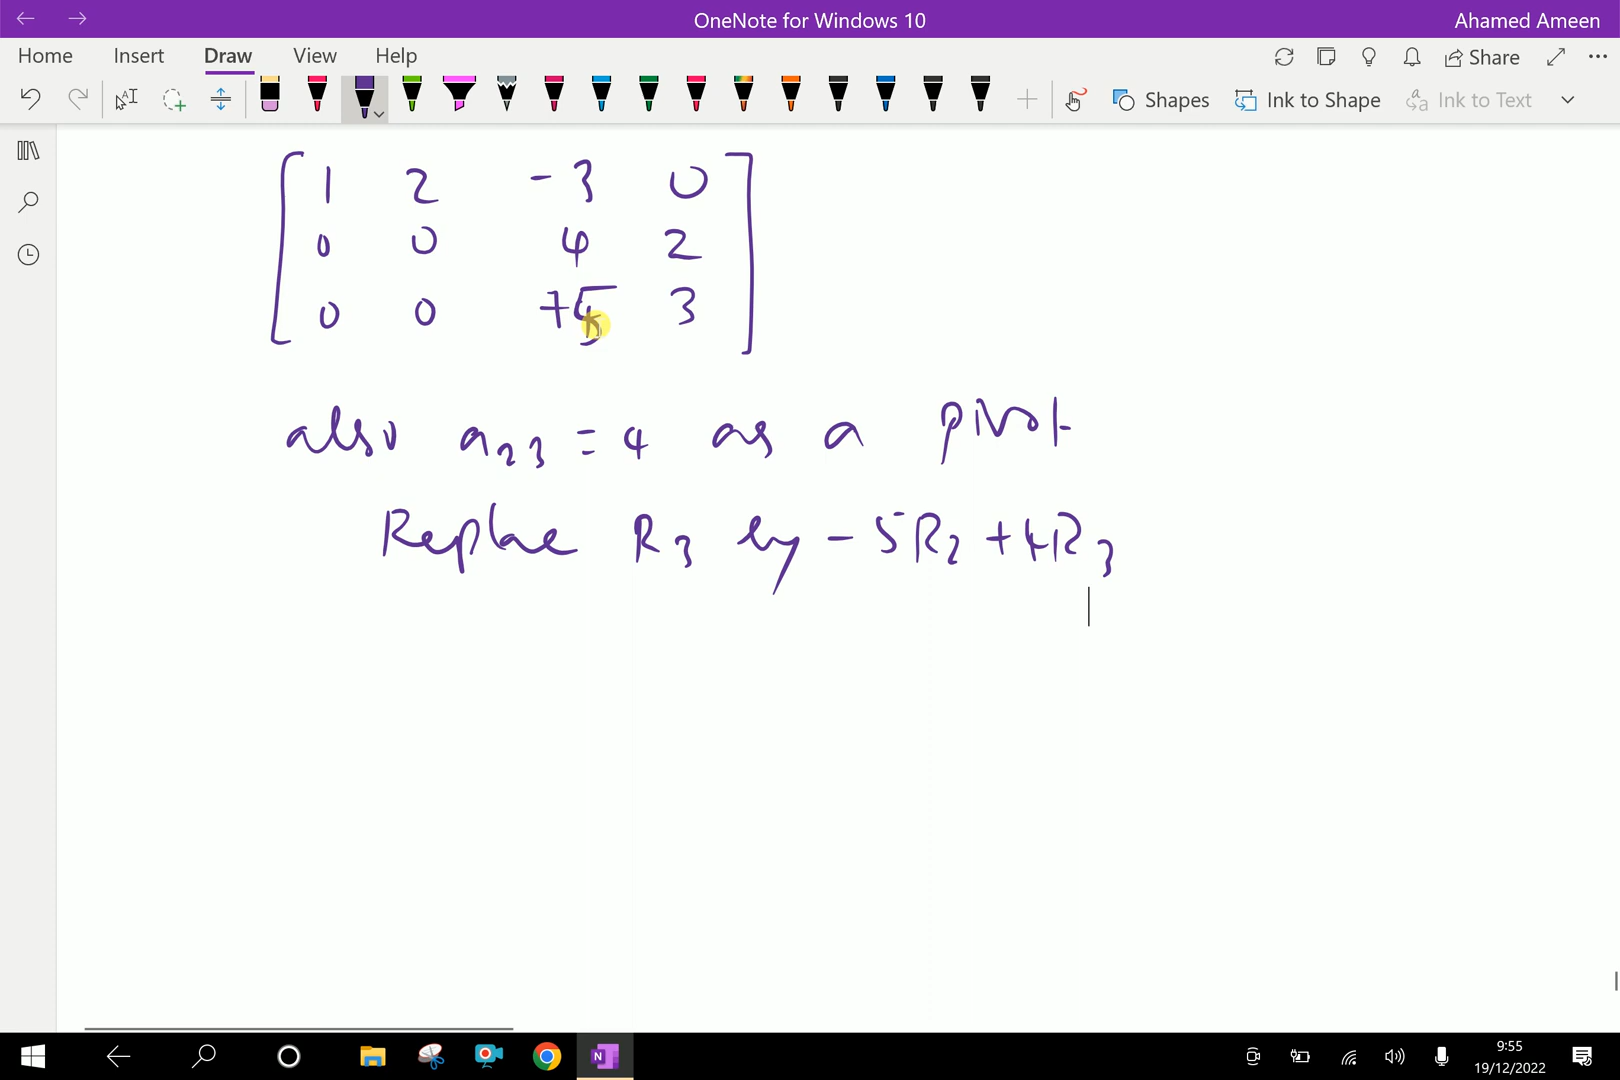 OneNote for Windows 10
Ahamed Ameen
Home Insert Draw View Help
Share
Shapes Ink to Shape Ink to Text
1 2 -3 0
0 0 4 2
0 0 +5 3
also a23 = 4 as a pivot
Replace R3 by -5R2 + 4R3
9:55
19/12/2022